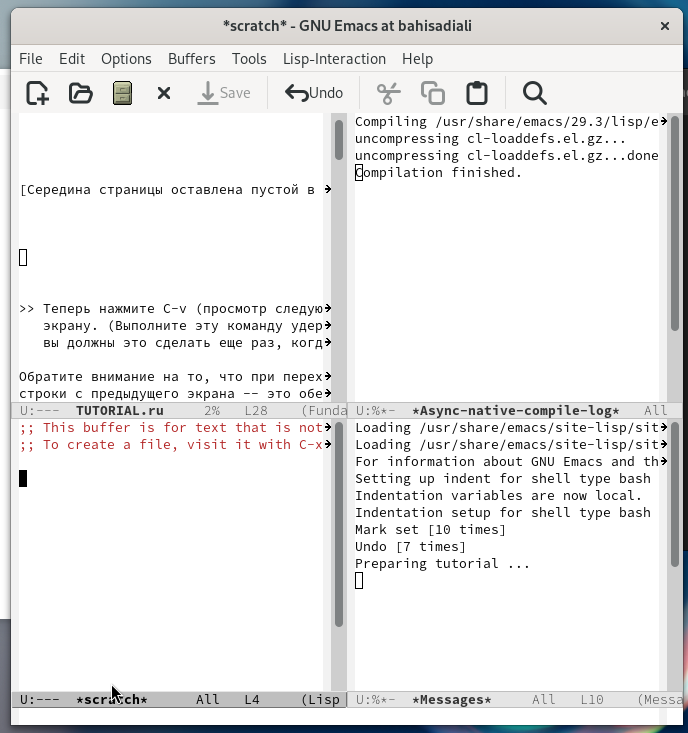 *scratch* - GNU Emacs at bahisadiali
File Edit Options Buffers Tools Lisp-Interaction Help
Save Undo
[Середина страницы оставлена пустой в
>> Теперь нажмите C-v (просмотр следую
экрану. (Выполните эту команду удер
вы должны это сделать еще раз, когд
Обратите внимание на то, что при перех
строки с предыдущего экрана -- это обе
U:--- TUTORIAL.ru 2% L28 (Funda
Compiling /usr/share/emacs/29.3/lisp/e
uncompressing cl-loaddefs.el.gz...
uncompressing cl-loaddefs.el.gz...done
Compilation finished.
U:%*- *Async-native-compile-log* All
;; This buffer is for text that is not
;; To create a file, visit it with C-x
U:--- *scratch* All L4 (Lisp
Loading /usr/share/emacs/site-lisp/sit
Loading /usr/share/emacs/site-lisp/sit
For information about GNU Emacs and th
Setting up indent for shell type bash
Indentation variables are now local.
Indentation setup for shell type bash
Mark set [10 times]
Undo [7 times]
Preparing tutorial ...
U:%*- *Messages* All L10 (Messa